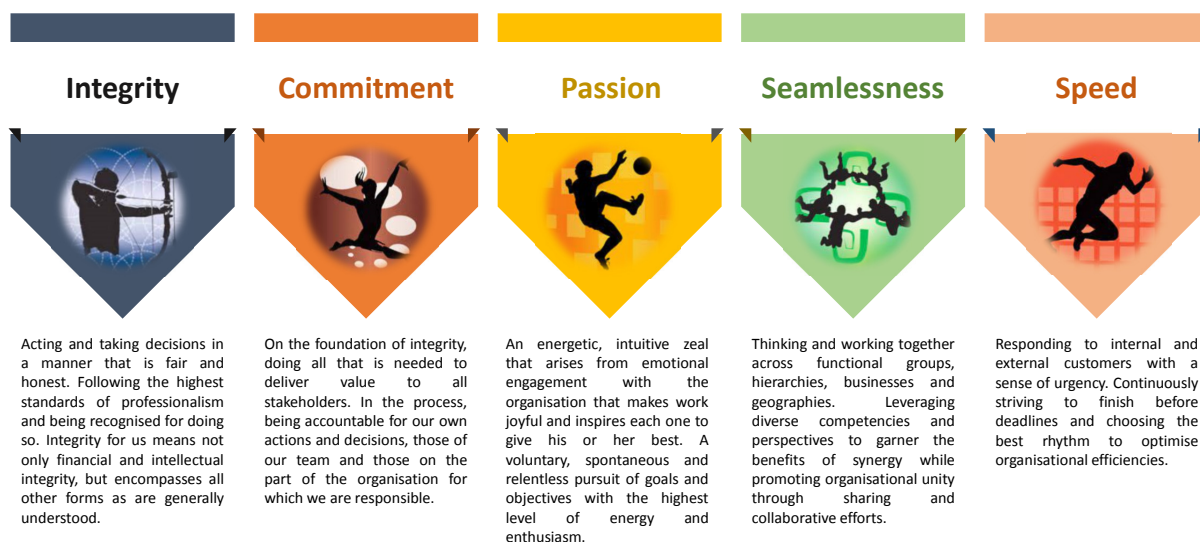 Integrity
Acting and taking decisions in
a manner that is fair and
honest. Following the highest
standards of professionalism
and being recognised for doing
so. Integrity for us means not
only financial and intellectual
integrity, but encompasses all
other forms as are generally
understood.
Commitment
On the foundation of integrity,
doing all that is needed to
deliver value to all
stakeholders. In the process,
being accountable for our own
actions and decisions, those of
our team and those on the
part of the organisation for
which we are responsible.
Passion
An energetic, intuitive zeal
that arises from emotional
engagement with the
organisation that makes work
joyful and inspires each one to
give his or her best. A
voluntary, spontaneous and
relentless pursuit of goals and
objectives with the highest
level of energy and
enthusiasm.
Seamlessness
Thinking and working together
across functional groups,
hierarchies, businesses and
geographies. Leveraging
diverse competencies and
perspectives to garner the
benefits of synergy while
promoting organisational unity
through sharing and
collaborative efforts.
Speed
Responding to internal and
external customers with a
sense of urgency. Continuously
striving to finish before
deadlines and choosing the
best rhythm to optimise
organisational efficiencies.